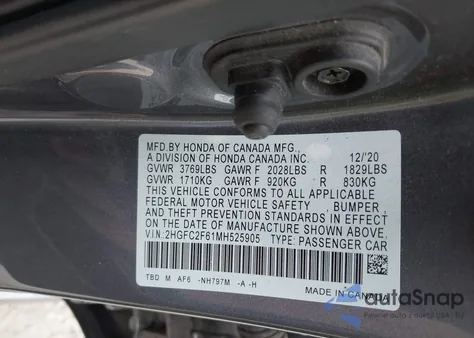 MFD.BY HONDA OF CANADA MFG.,
A DIVISION OF HONDA CANADA INC. 12/'20
GVWR 3769LBS GAWR F 2028LBS R 1829LBS
GVWR 1710KG GAWR F 920KG R 830KG
THIS VEHICLE CONFORMS TO ALL APPLICABLE
FEDERAL MOTOR VEHICLE SAFETY , BUMPER ,
AND THEFT PREVENTION STANDARDS IN EFFECT
ON THE DATE OF MANUFACTURE SHOWN ABOVE.
V.I.N: 2HGFC2F61MH525905 TYPE: PASSENGER CAR
TBD M AF6 -NH797M -A -H
MADE IN CANADA
autoSnap